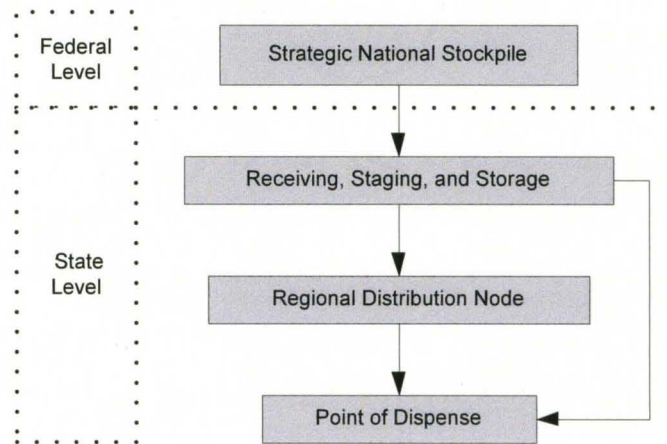 Federal
Level
Strategic National Stockpile
Receiving, Staging, and Storage
State
Level
Regional Distribution Node
Point of Dispense